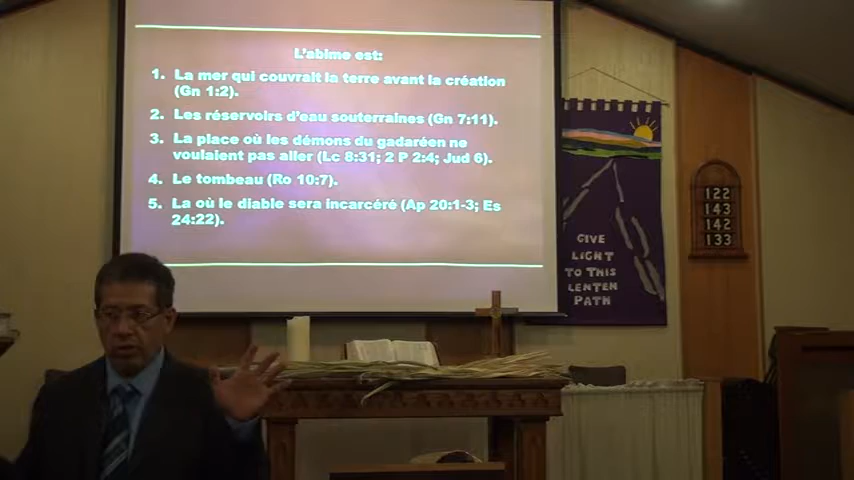 L'abîme est:
1. La mer qui couvrait la terre avant la création
(Gn 1:2).
2. Les réservoirs d'eau souterraines (Gn 7:11).
3. La place où les démons du gadaréen ne
voulaient pas aller (Lc 8:31; 2 P 2:4; Jud 6).
4. Le tombeau (Ro 10:7).
5. La où le diable sera incarcéré (Ap 20:1-3; Es
24:22).
GIVE
LIGHT
TO THIS
LENTEN
PATH
122
143
142
133